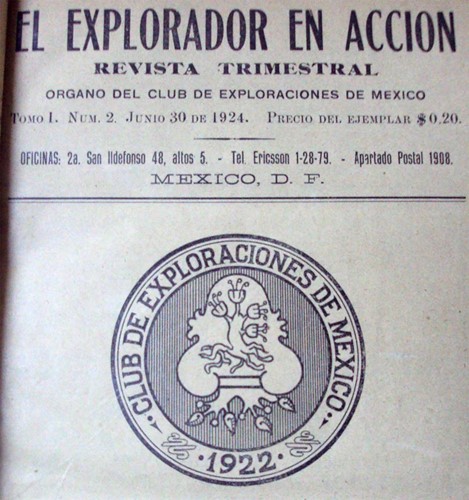 EL EXPLORADOR EN ACCION
REVISTA TRIMESTRAL
ORGANO DEL CLUB DE EXPLORACIONES DE MEXICO
Tomo I. Num. 2. Junio 30 de 1924. Precio del ejemplar $0.20.
OFICINAS: 2a. San Ildefonso 48, altos 5. - Tel. Ericsson 1-28-79. - Apartado Postal 1908.
MEXICO, D. F.
CLUB DE EXPLORACIONES DE MEXICO
·1922·